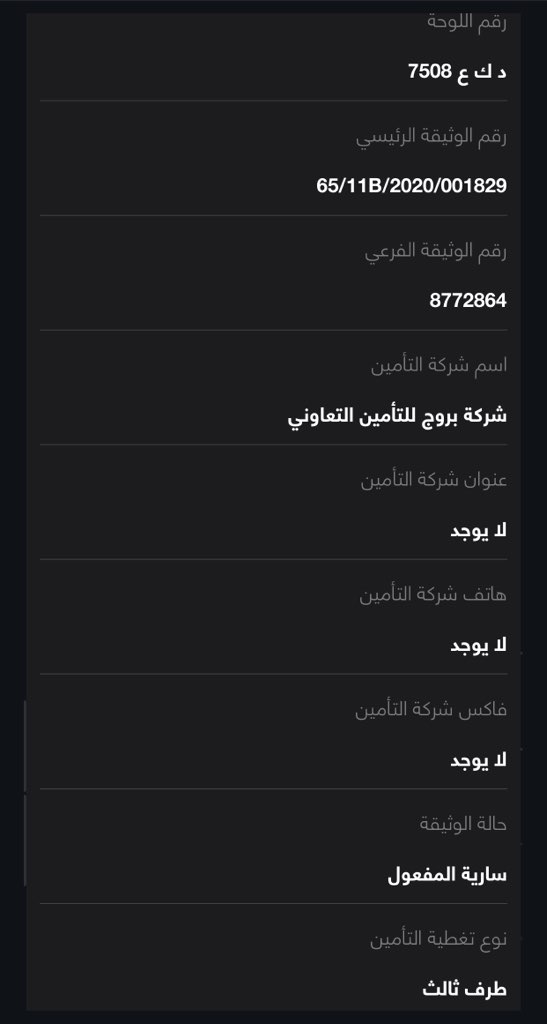 رقم اللوحة
د ك ع 7508
رقم الوثيقة الرئيسي
65/11B/2020/001829
رقم الوثيقة الفرعي
8772864
اسم شركة التأمين
شركة بروج للتأمين التعاوني
عنوان شركة التأمين
لا يوجد
هاتف شركة التأمين
لا يوجد
فاكس شركة التأمين
لا يوجد
حالة الوثيقة
سارية المفعول
نوع تغطية التأمين
طرف ثالث